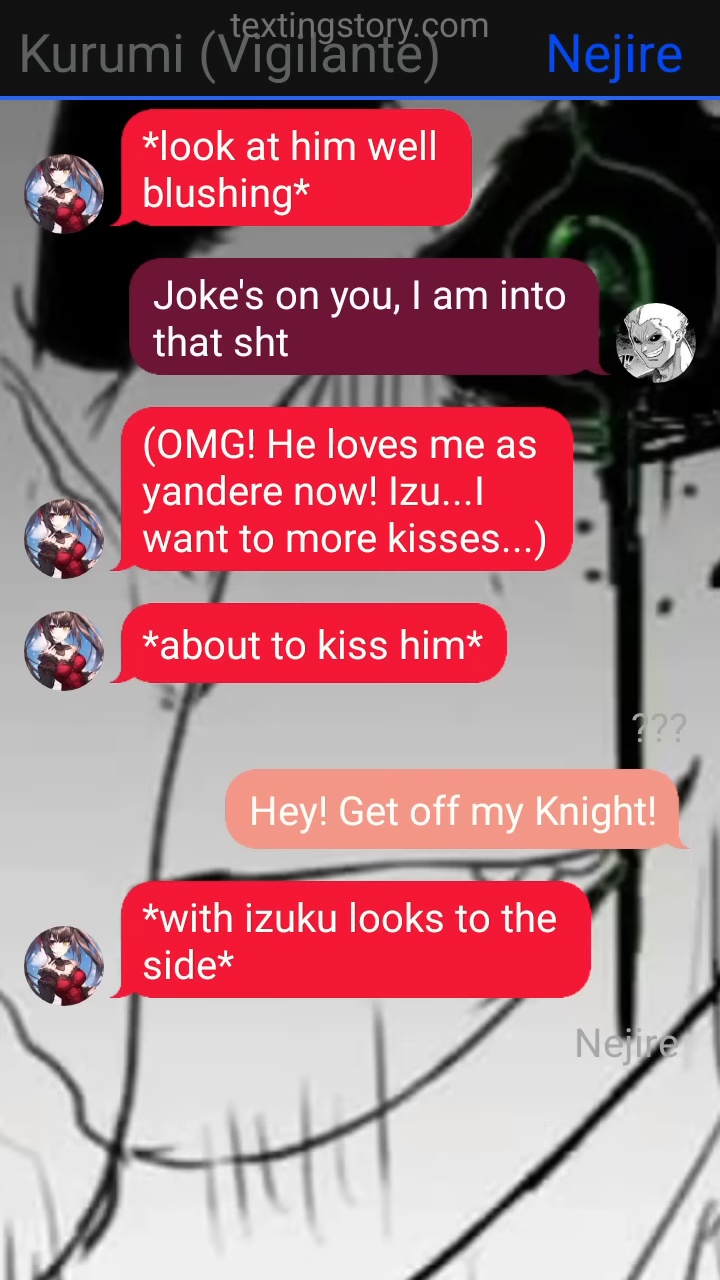 textingstory.com
Kurumi (Vigilante)
Nejire
*look at him well
blushing*
Joke's on you, I am into
that sht
(OMG! He loves me as
yandere now! Izu...I
want to more kisses...)
*about to kiss him*
???
Hey! Get off my Knight!
*with izuku looks to the
side*
Nejire